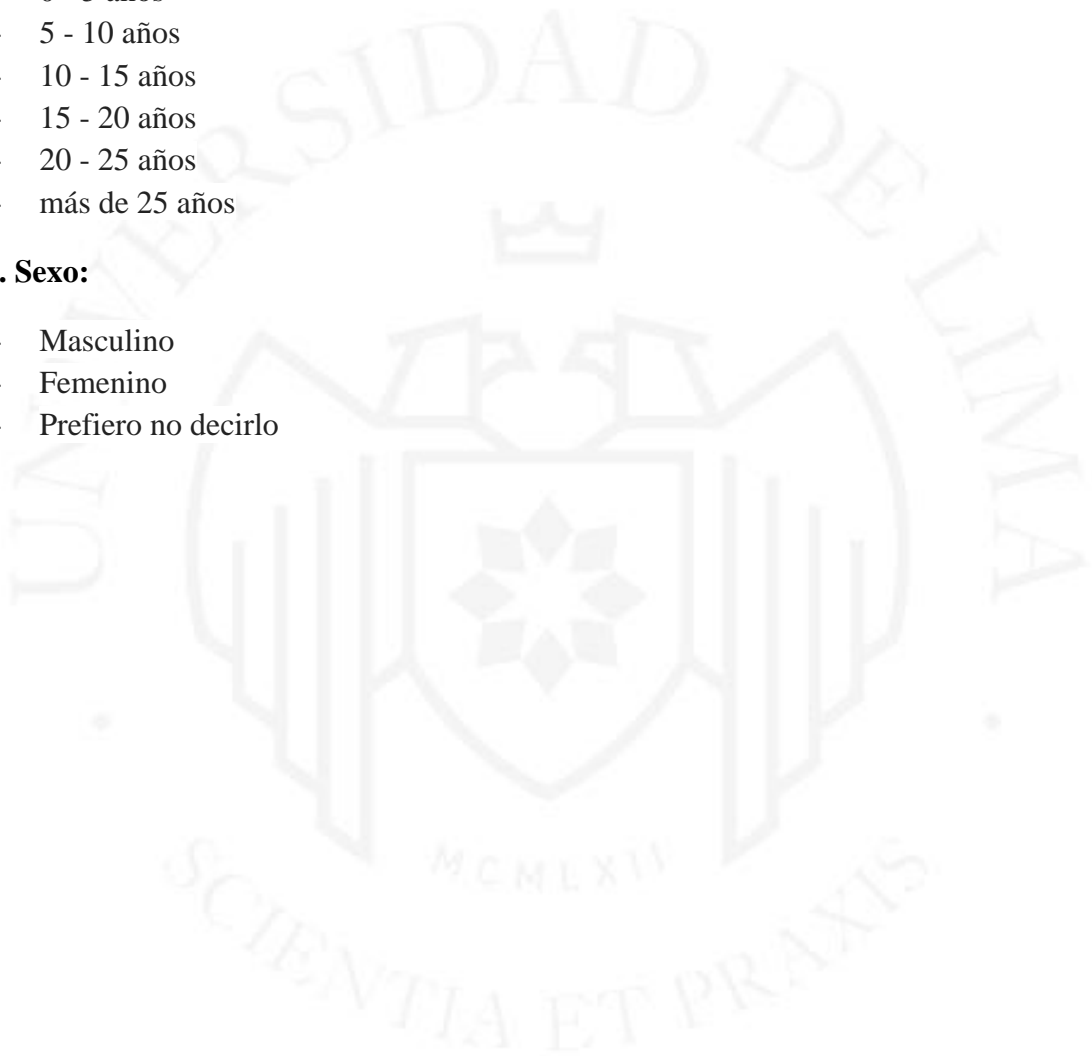 - 5 - 10 años
- 10 - 15 años
- 15 - 20 años
- 20 - 25 años
- más de 25 años
. Sexo:
- Masculino
- Femenino
- Prefiero no decirlo
UNIVERSIDAD DE LIMA
MCMLXII
SCIENTIA ET PRAXIS